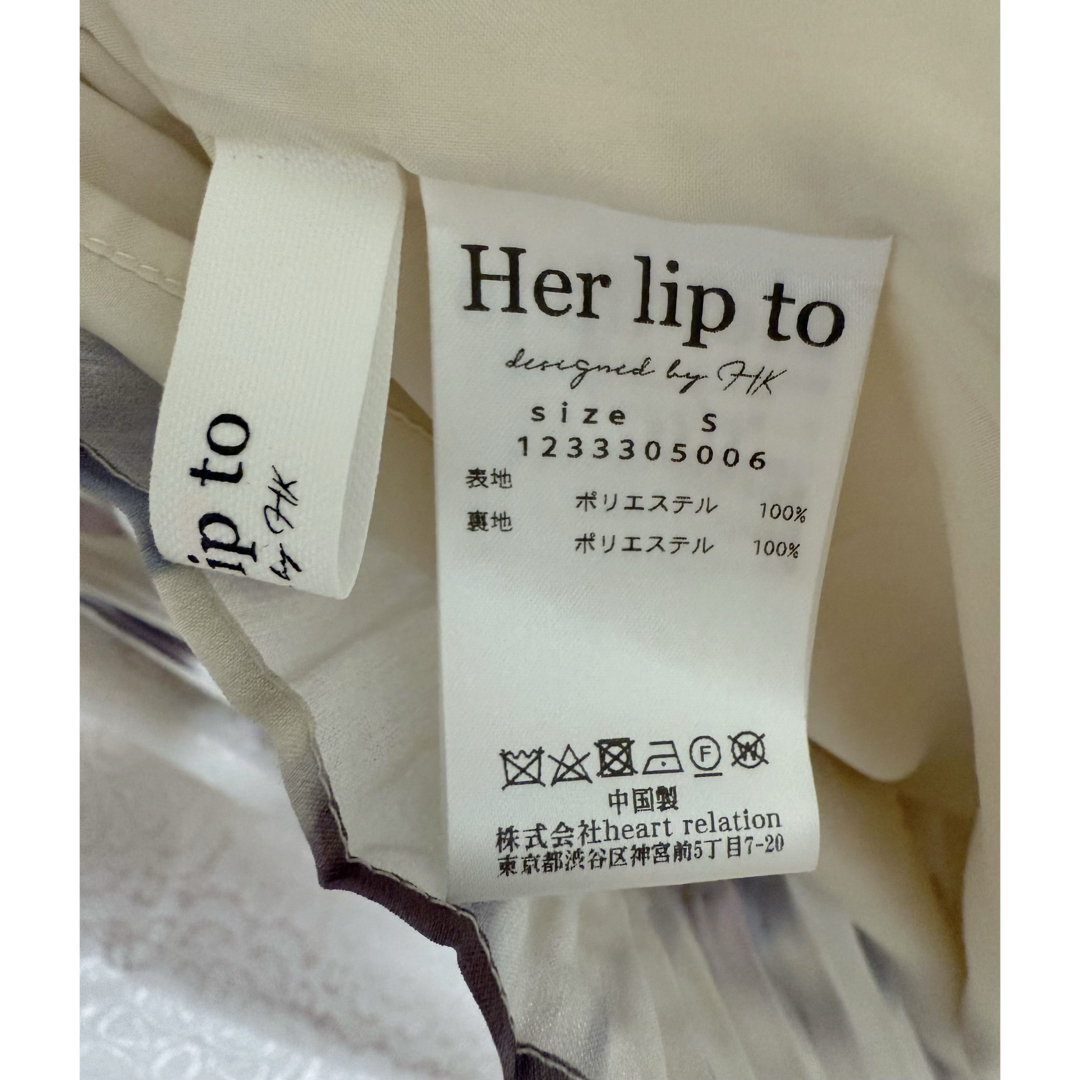 lip to
by HK
Her lip to
designed by HK
size S
1233305006
表地 ポリエステル 100%
裏地 ポリエステル 100%
F W
中国製
株式会社heart relation
東京都渋谷区神宮前5丁目7-20